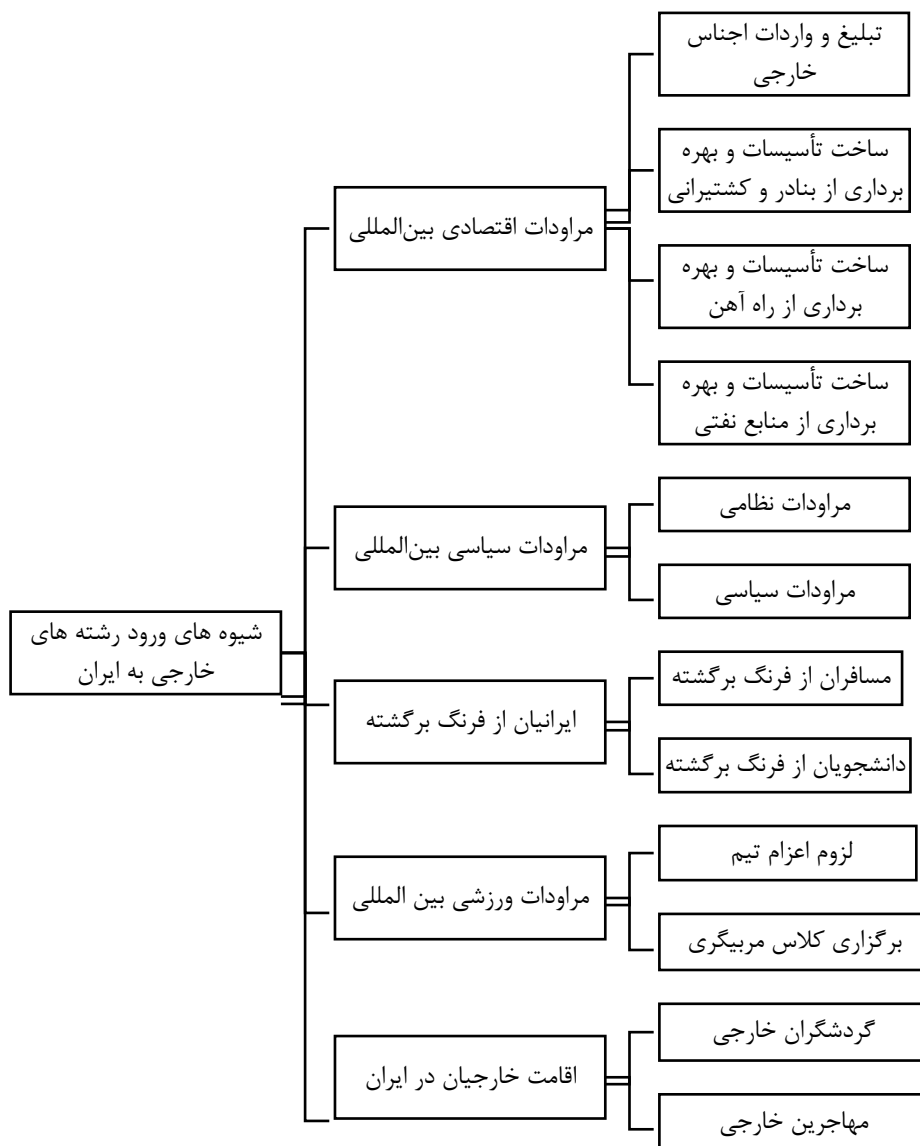 تبلیغ و واردات اجناس
خارجی
ساخت تأسیسات و بهره
برداری از بنادر و کشتیرانی
مراودات اقتصادی بین‌المللی
ساخت تأسیسات و بهره
برداری از راه آهن
ساخت تأسیسات و بهره
برداری از منابع نفتی
مراودات نظامی
مراودات سیاسی بین‌المللی
مراودات سیاسی
شیوه های ورود رشته های
خارجی به ایران
مسافران از فرنگ برگشته
ایرانیان از فرنگ برگشته
دانشجویان از فرنگ برگشته
لزوم اعزام تیم
مراودات ورزشی بین المللی
برگزاری کلاس مربیگری
گردشگران خارجی
اقامت خارجیان در ایران
مهاجرین خارجی